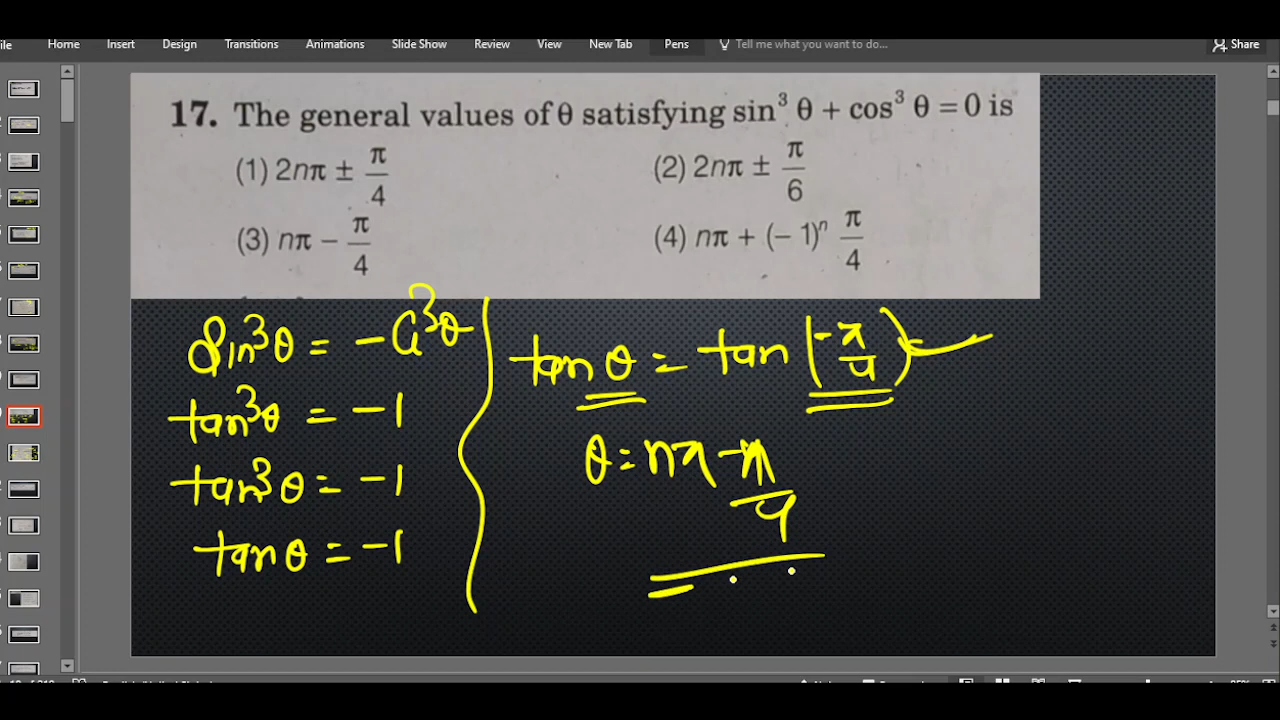 File Home Insert Design Transitions Animations Slide Show Review View New Tab Pens Tell me what you want to do... Share
17. The general values of θ satisfying sin³ θ + cos³ θ = 0 is
(1) 2nπ ± π/4 (2) 2nπ ± π/6
(3) nπ − π/4 (4) nπ + (− 1)ⁿ π/4
Sin³θ = −C³θ
tan³θ = −1
tan³θ = −1
tanθ = −1
tan θ = tan (−π/4)
θ = nπ − π/4